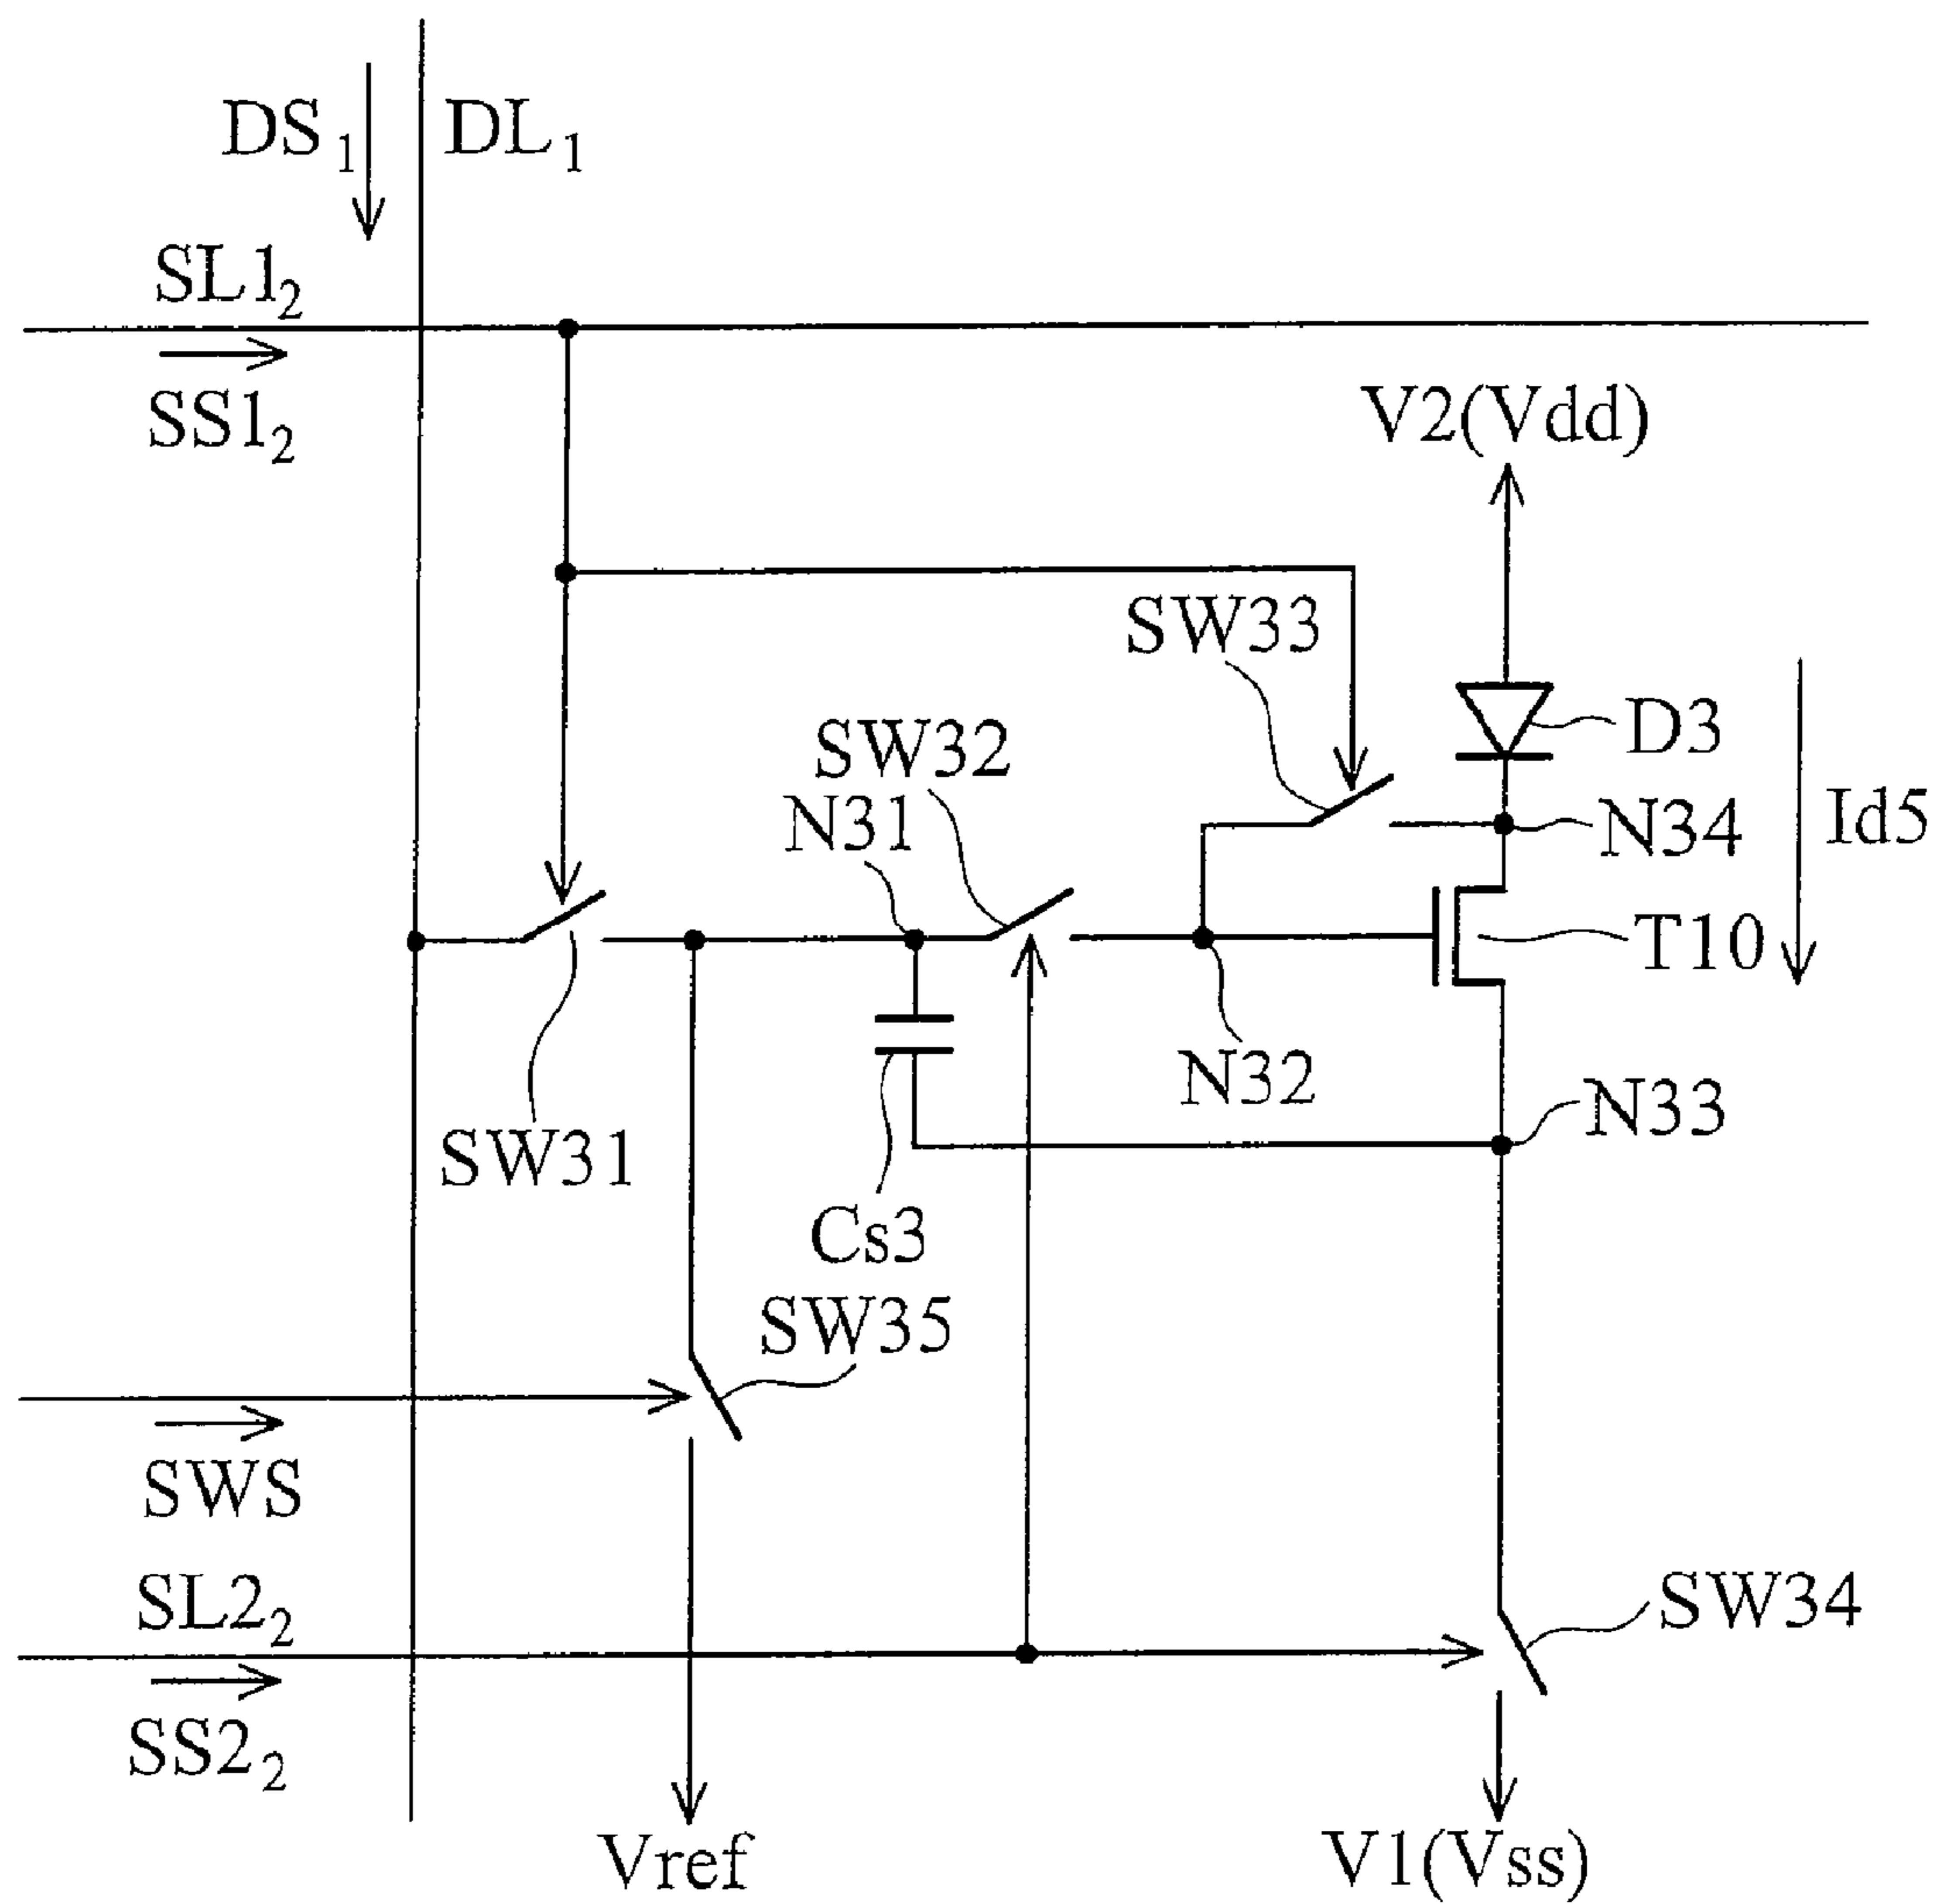 DS1
DL1
SL12
SS12
V2(Vdd)
SW33
D3
SW32
N31
N34
Id5
T10
N32
N33
SW31
Cs3
SW35
SWS
SL22
SW34
SS22
Vref
V1(Vss)